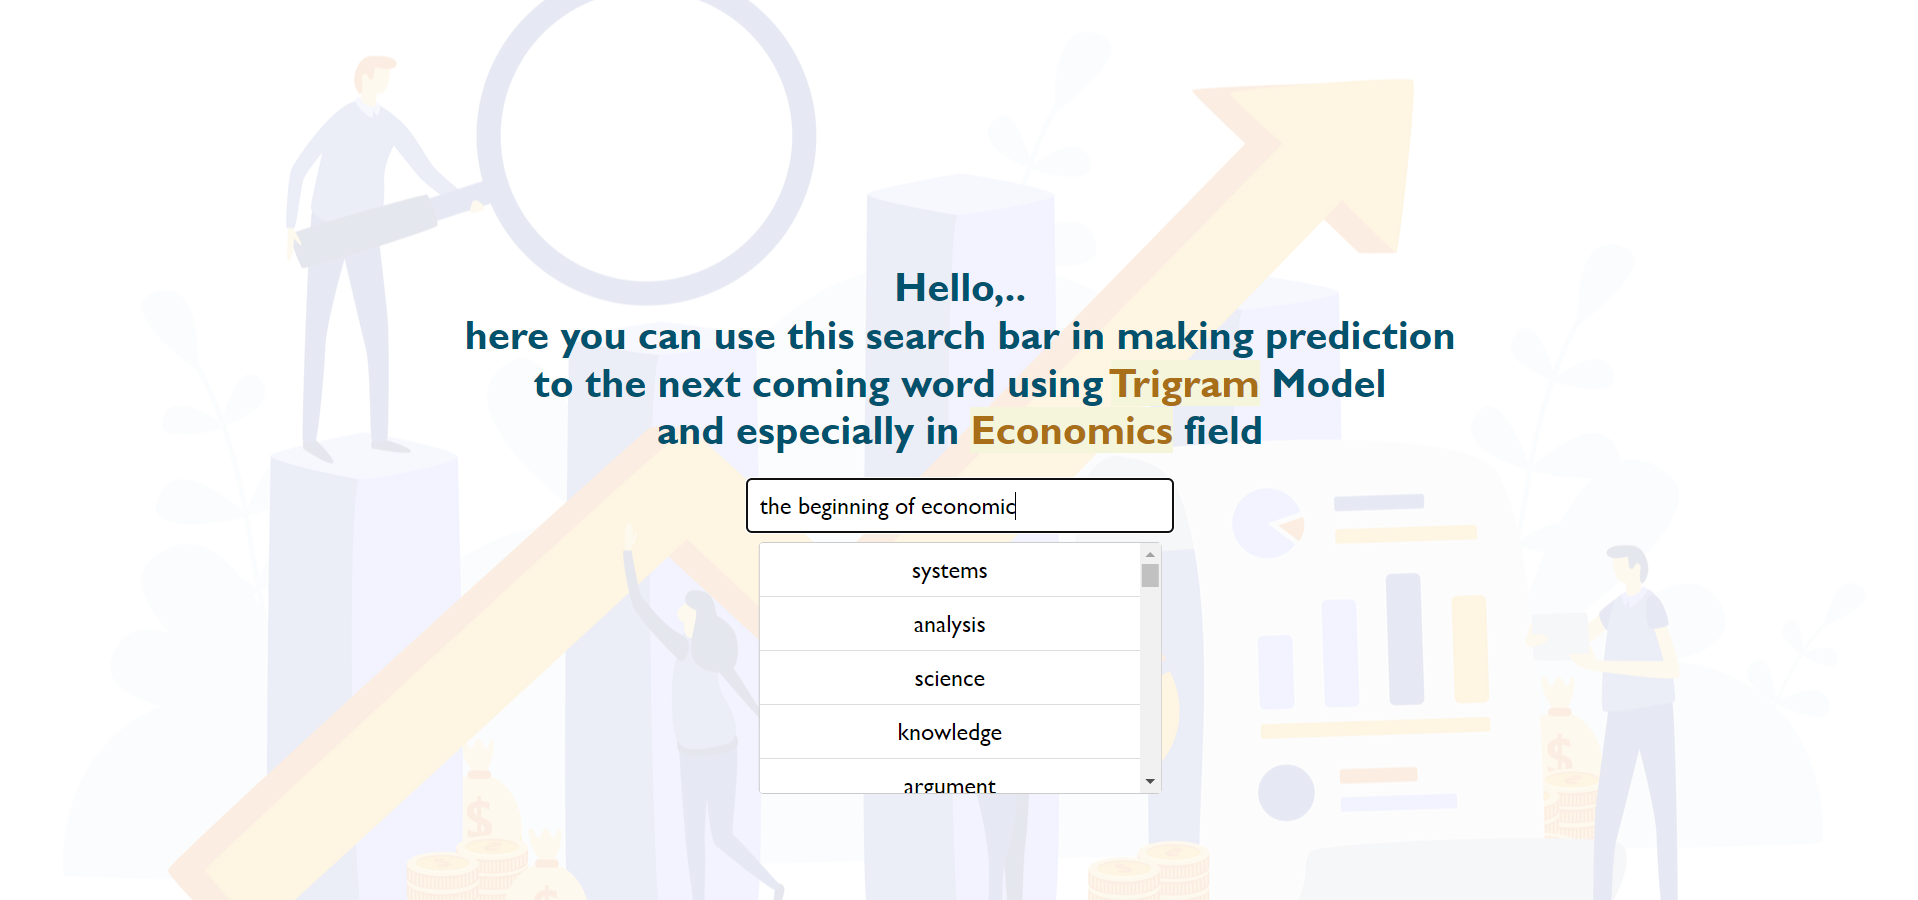 Hello,..
here you can use this search bar in making prediction
to the next coming word using Trigram Model
and especially in Economics field
the beginning of economic
systems
analysis
science
knowledge
argument
$
$
$